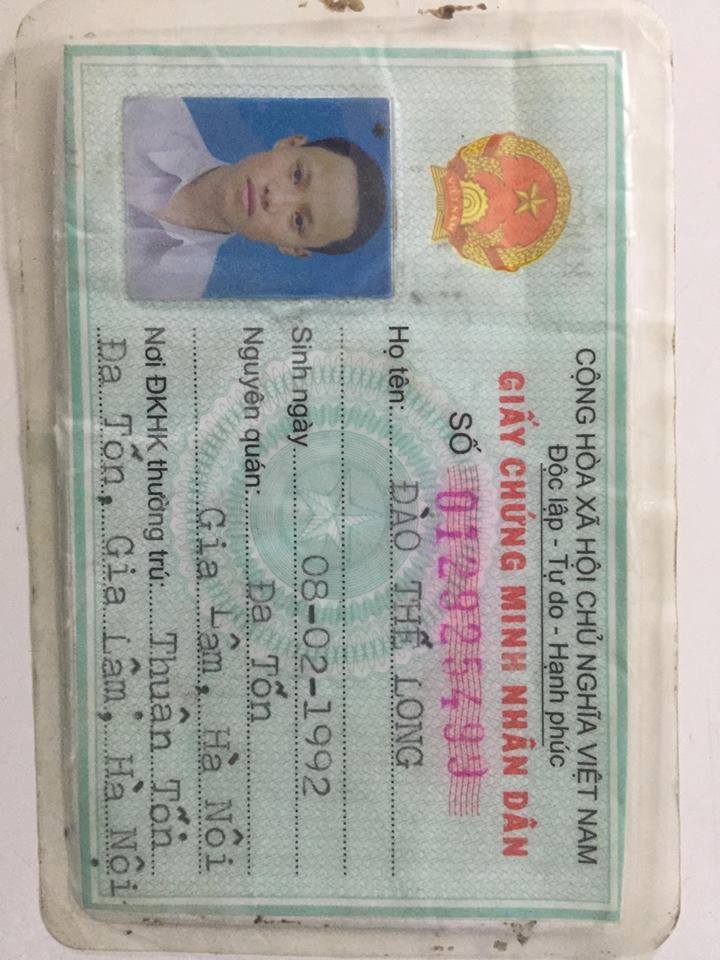 CỘNG HÒA XÃ HỘI CHỦ NGHĨA VIỆT NAM
Độc lập - Tự do - Hạnh phúc
GIẤY CHỨNG MINH NHÂN DÂN
SỐ 012925499
Họ tên: ĐÀO THẾ LONG
Sinh ngày 08-02-1992
Nguyên quán: Đa Tốn
Gia Lâm, Hà Nội
Nơi ĐKHK thường trú: Thuận Tốn
Đa Tốn, Gia Lâm, Hà Nội
VIỆT NAM